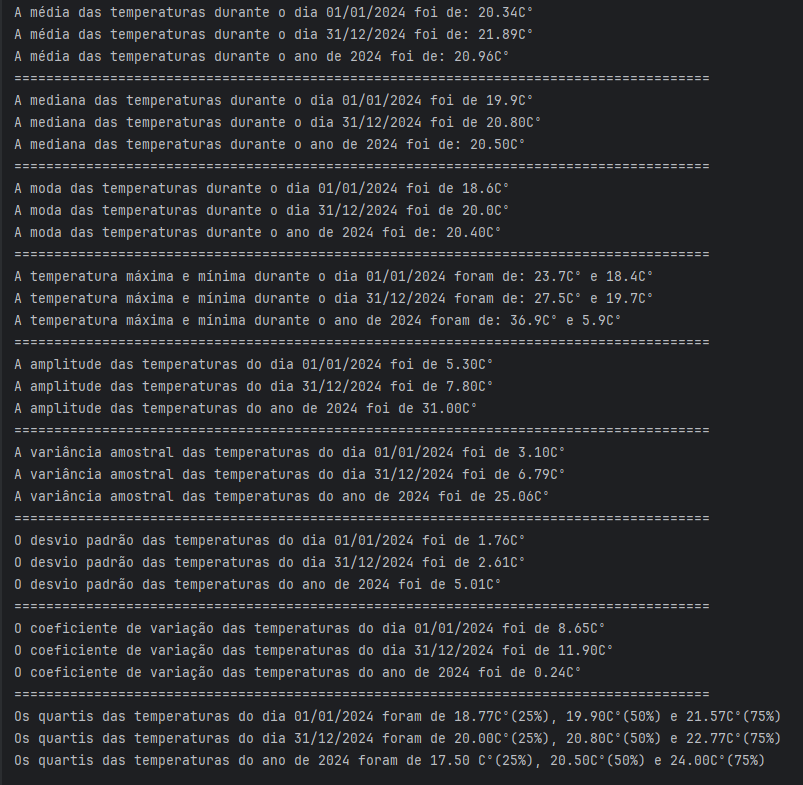 A média das temperaturas durante o dia 01/01/2024 foi de: 20.34C°
A média das temperaturas durante o dia 31/12/2024 foi de: 21.89C°
A média das temperaturas durante o ano de 2024 foi de: 20.96C°
=======================================================================================
A mediana das temperaturas durante o dia 01/01/2024 foi de 19.9C°
A mediana das temperaturas durante o dia 31/12/2024 foi de 20.80C°
A mediana das temperaturas durante o ano de 2024 foi de: 20.50C°
=======================================================================================
A moda das temperaturas durante o dia 01/01/2024 foi de 18.6C°
A moda das temperaturas durante o dia 31/12/2024 foi de 20.0C°
A moda das temperaturas durante o ano de 2024 foi de: 20.40C°
=======================================================================================
A temperatura máxima e mínima durante o dia 01/01/2024 foram de: 23.7C° e 18.4C°
A temperatura máxima e mínima durante o dia 31/12/2024 foram de: 27.5C° e 19.7C°
A temperatura máxima e mínima durante o ano de 2024 foram de: 36.9C° e 5.9C°
=======================================================================================
A amplitude das temperaturas do dia 01/01/2024 foi de 5.30C°
A amplitude das temperaturas do dia 31/12/2024 foi de 7.80C°
A amplitude das temperaturas do ano de 2024 foi de 31.00C°
=======================================================================================
A variância amostral das temperaturas do dia 01/01/2024 foi de 3.10C°
A variância amostral das temperaturas do dia 31/12/2024 foi de 6.79C°
A variância amostral das temperaturas do ano de 2024 foi de 25.06C°
=======================================================================================
O desvio padrão das temperaturas do dia 01/01/2024 foi de 1.76C°
O desvio padrão das temperaturas do dia 31/12/2024 foi de 2.61C°
O desvio padrão das temperaturas do ano de 2024 foi de 5.01C°
=======================================================================================
O coeficiente de variação das temperaturas do dia 01/01/2024 foi de 8.65C°
O coeficiente de variação das temperaturas do dia 31/12/2024 foi de 11.90C°
O coeficiente de variação das temperaturas do ano de 2024 foi de 0.24C°
=======================================================================================
Os quartis das temperaturas do dia 01/01/2024 foram de 18.77C°(25%), 19.90C°(50%) e 21.57C°(75%)
Os quartis das temperaturas do dia 31/12/2024 foram de 20.00C°(25%), 20.80C°(50%) e 22.77C°(75%)
Os quartis das temperaturas do ano de 2024 foram de 17.50 C°(25%), 20.50C°(50%) e 24.00C°(75%)